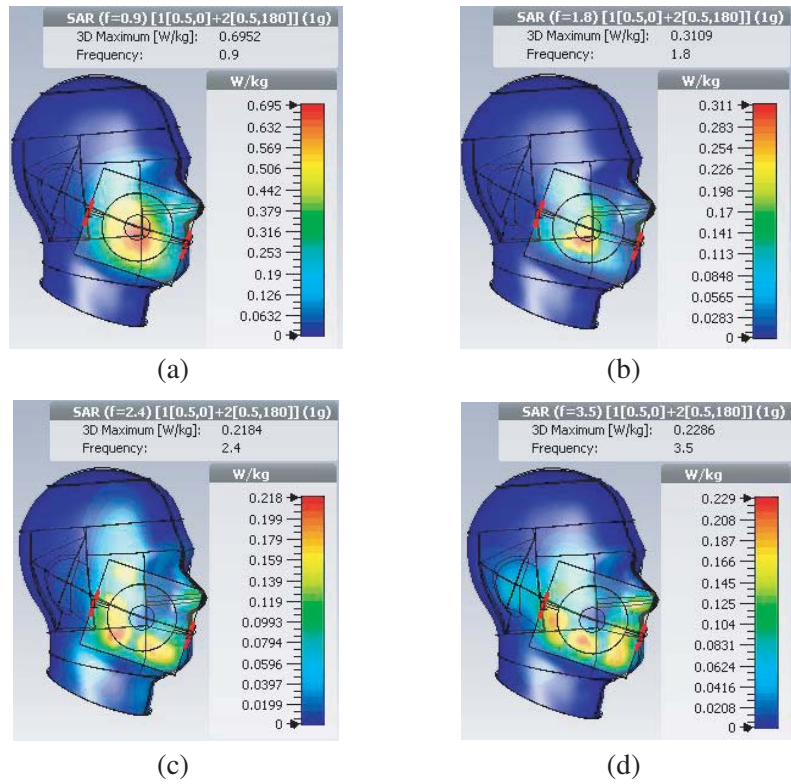 SAR (f=0.9) [1[0.5,0]+2[0.5,180]] (1g)
3D Maximum [W/kg]: 0.6952
Frequency: 0.9
W/kg
0.695
0.632
0.569
0.506
0.442
0.379
0.316
0.253
0.19
0.126
0.0632
0
(a)
SAR (f=1.8) [1[0.5,0]+2[0.5,180]] (1g)
3D Maximum [W/kg]: 0.3109
Frequency: 1.8
W/kg
0.311
0.283
0.254
0.226
0.198
0.17
0.141
0.113
0.0848
0.0565
0.0283
0
(b)
SAR (f=2.4) [1[0.5,0]+2[0.5,180]] (1g)
3D Maximum [W/kg]: 0.2184
Frequency: 2.4
W/kg
0.218
0.199
0.179
0.159
0.139
0.119
0.0993
0.0794
0.0596
0.0397
0.0199
0
(c)
SAR (f=3.5) [1[0.5,0]+2[0.5,180]] (1g)
3D Maximum [W/kg]: 0.2286
Frequency: 3.5
W/kg
0.229
0.208
0.187
0.166
0.145
0.125
0.104
0.0831
0.0624
0.0416
0.0208
0
(d)